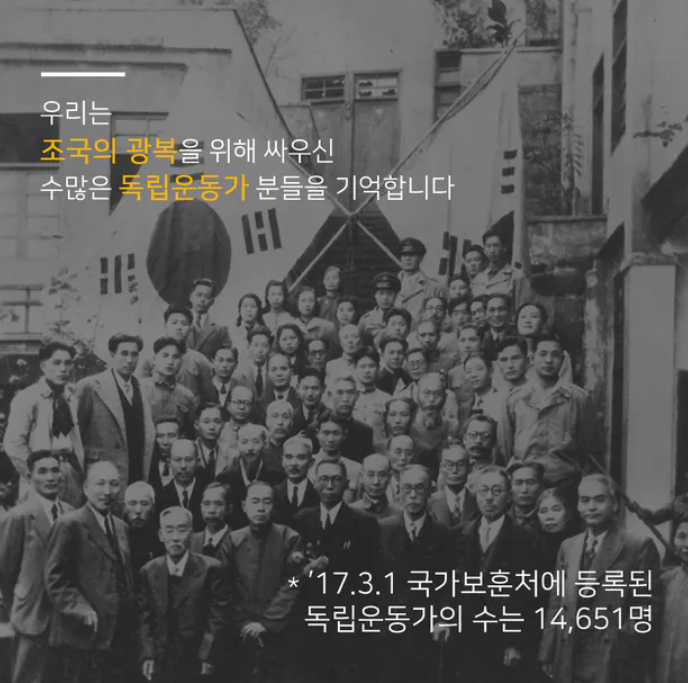 우리는
조국의 광복을 위해 싸우신
수많은 독립운동가 분들을 기억합니다
* ’17.3.1 국가보훈처에 등록된
독립운동가의 수는 14,651명